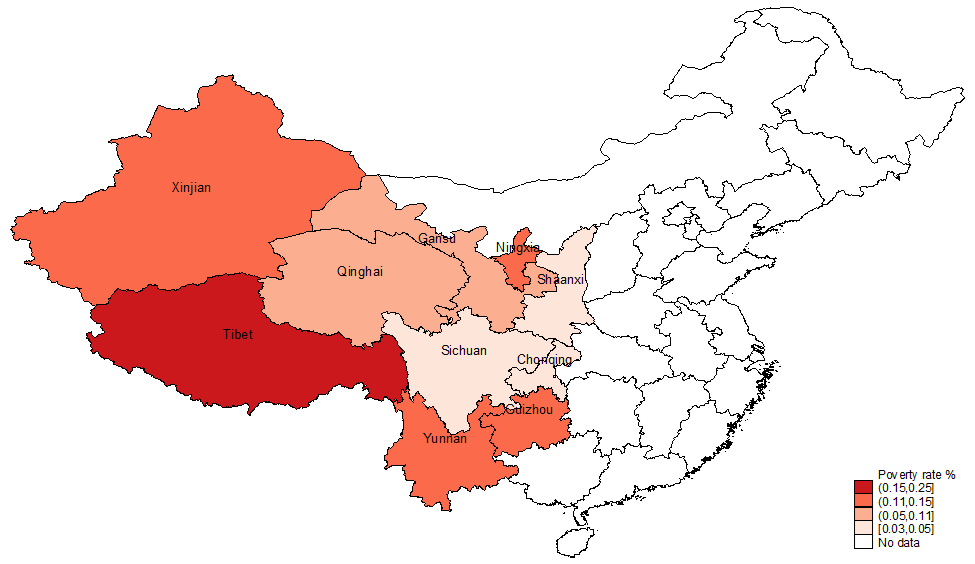 Xinjian
Gansu
Ningxia
Qinghai
Shaanxi
Tibet
Sichuan
Chonqing
Guizhou
Yunnan
Poverty rate %
(0.15,0.25]
(0.11,0.15]
(0.05,0.11]
[0.03,0.05]
No data